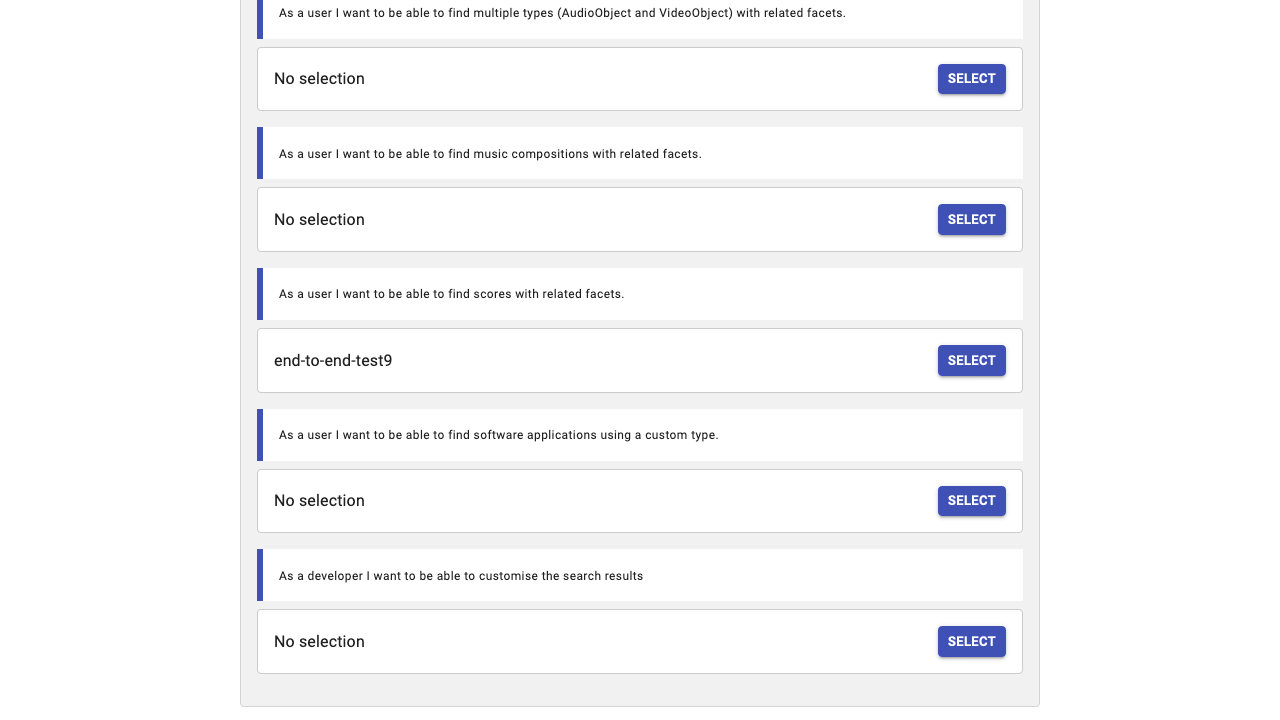 As a user I want to be able to find multiple types (AudioObject and VideoObject) with related facets.
No selection
SELECT
As a user I want to be able to find music compositions with related facets.
No selection
SELECT
As a user I want to be able to find scores with related facets.
end-to-end-test9
SELECT
As a user I want to be able to find software applications using a custom type.
No selection
SELECT
As a developer I want to be able to customise the search results
No selection
SELECT